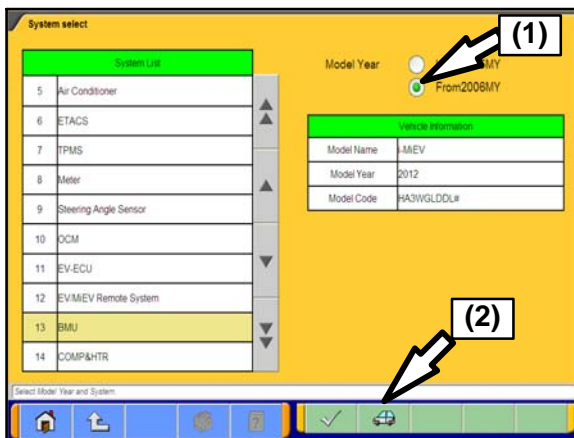 System select
(1)
System List
Model Year
5MY
From2006MY
5 Air Conditioner
6 ETACS
7 TPMS
8 Meter
9 Steering Angle Sensor
10 OCM
11 EV-ECU
12 EV/MiEV Remote System
13 BMU
14 COMP&HTR
Vehicle Information
Model Name i-MiEV
Model Year 2012
Model Code HA3WGLDDL#
(2)
Select Model Year and System.
?